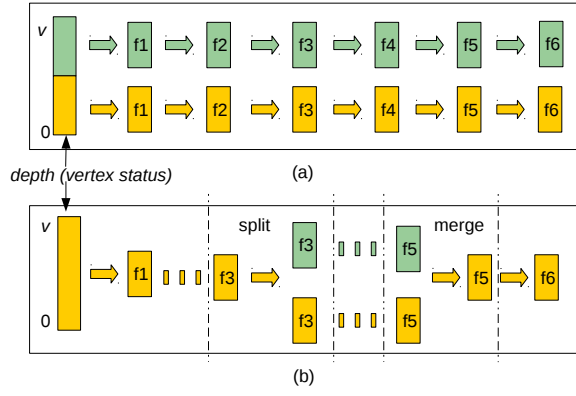 v
f1 f2 f3 f4 f5 f6
f1 f2 f3 f4 f5 f6
0
(a)
depth (vertex status)
v
split
merge
f3
f5
f1
f3
f5
f6
0
f3
f5
(b)